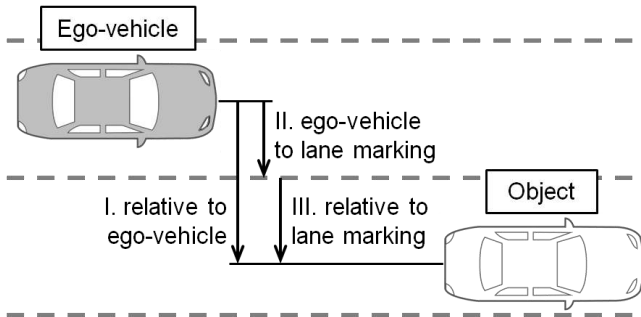 Ego-vehicle
II. ego-vehicle
to lane marking
Object
I. relative to
ego-vehicle
III. relative to
lane marking